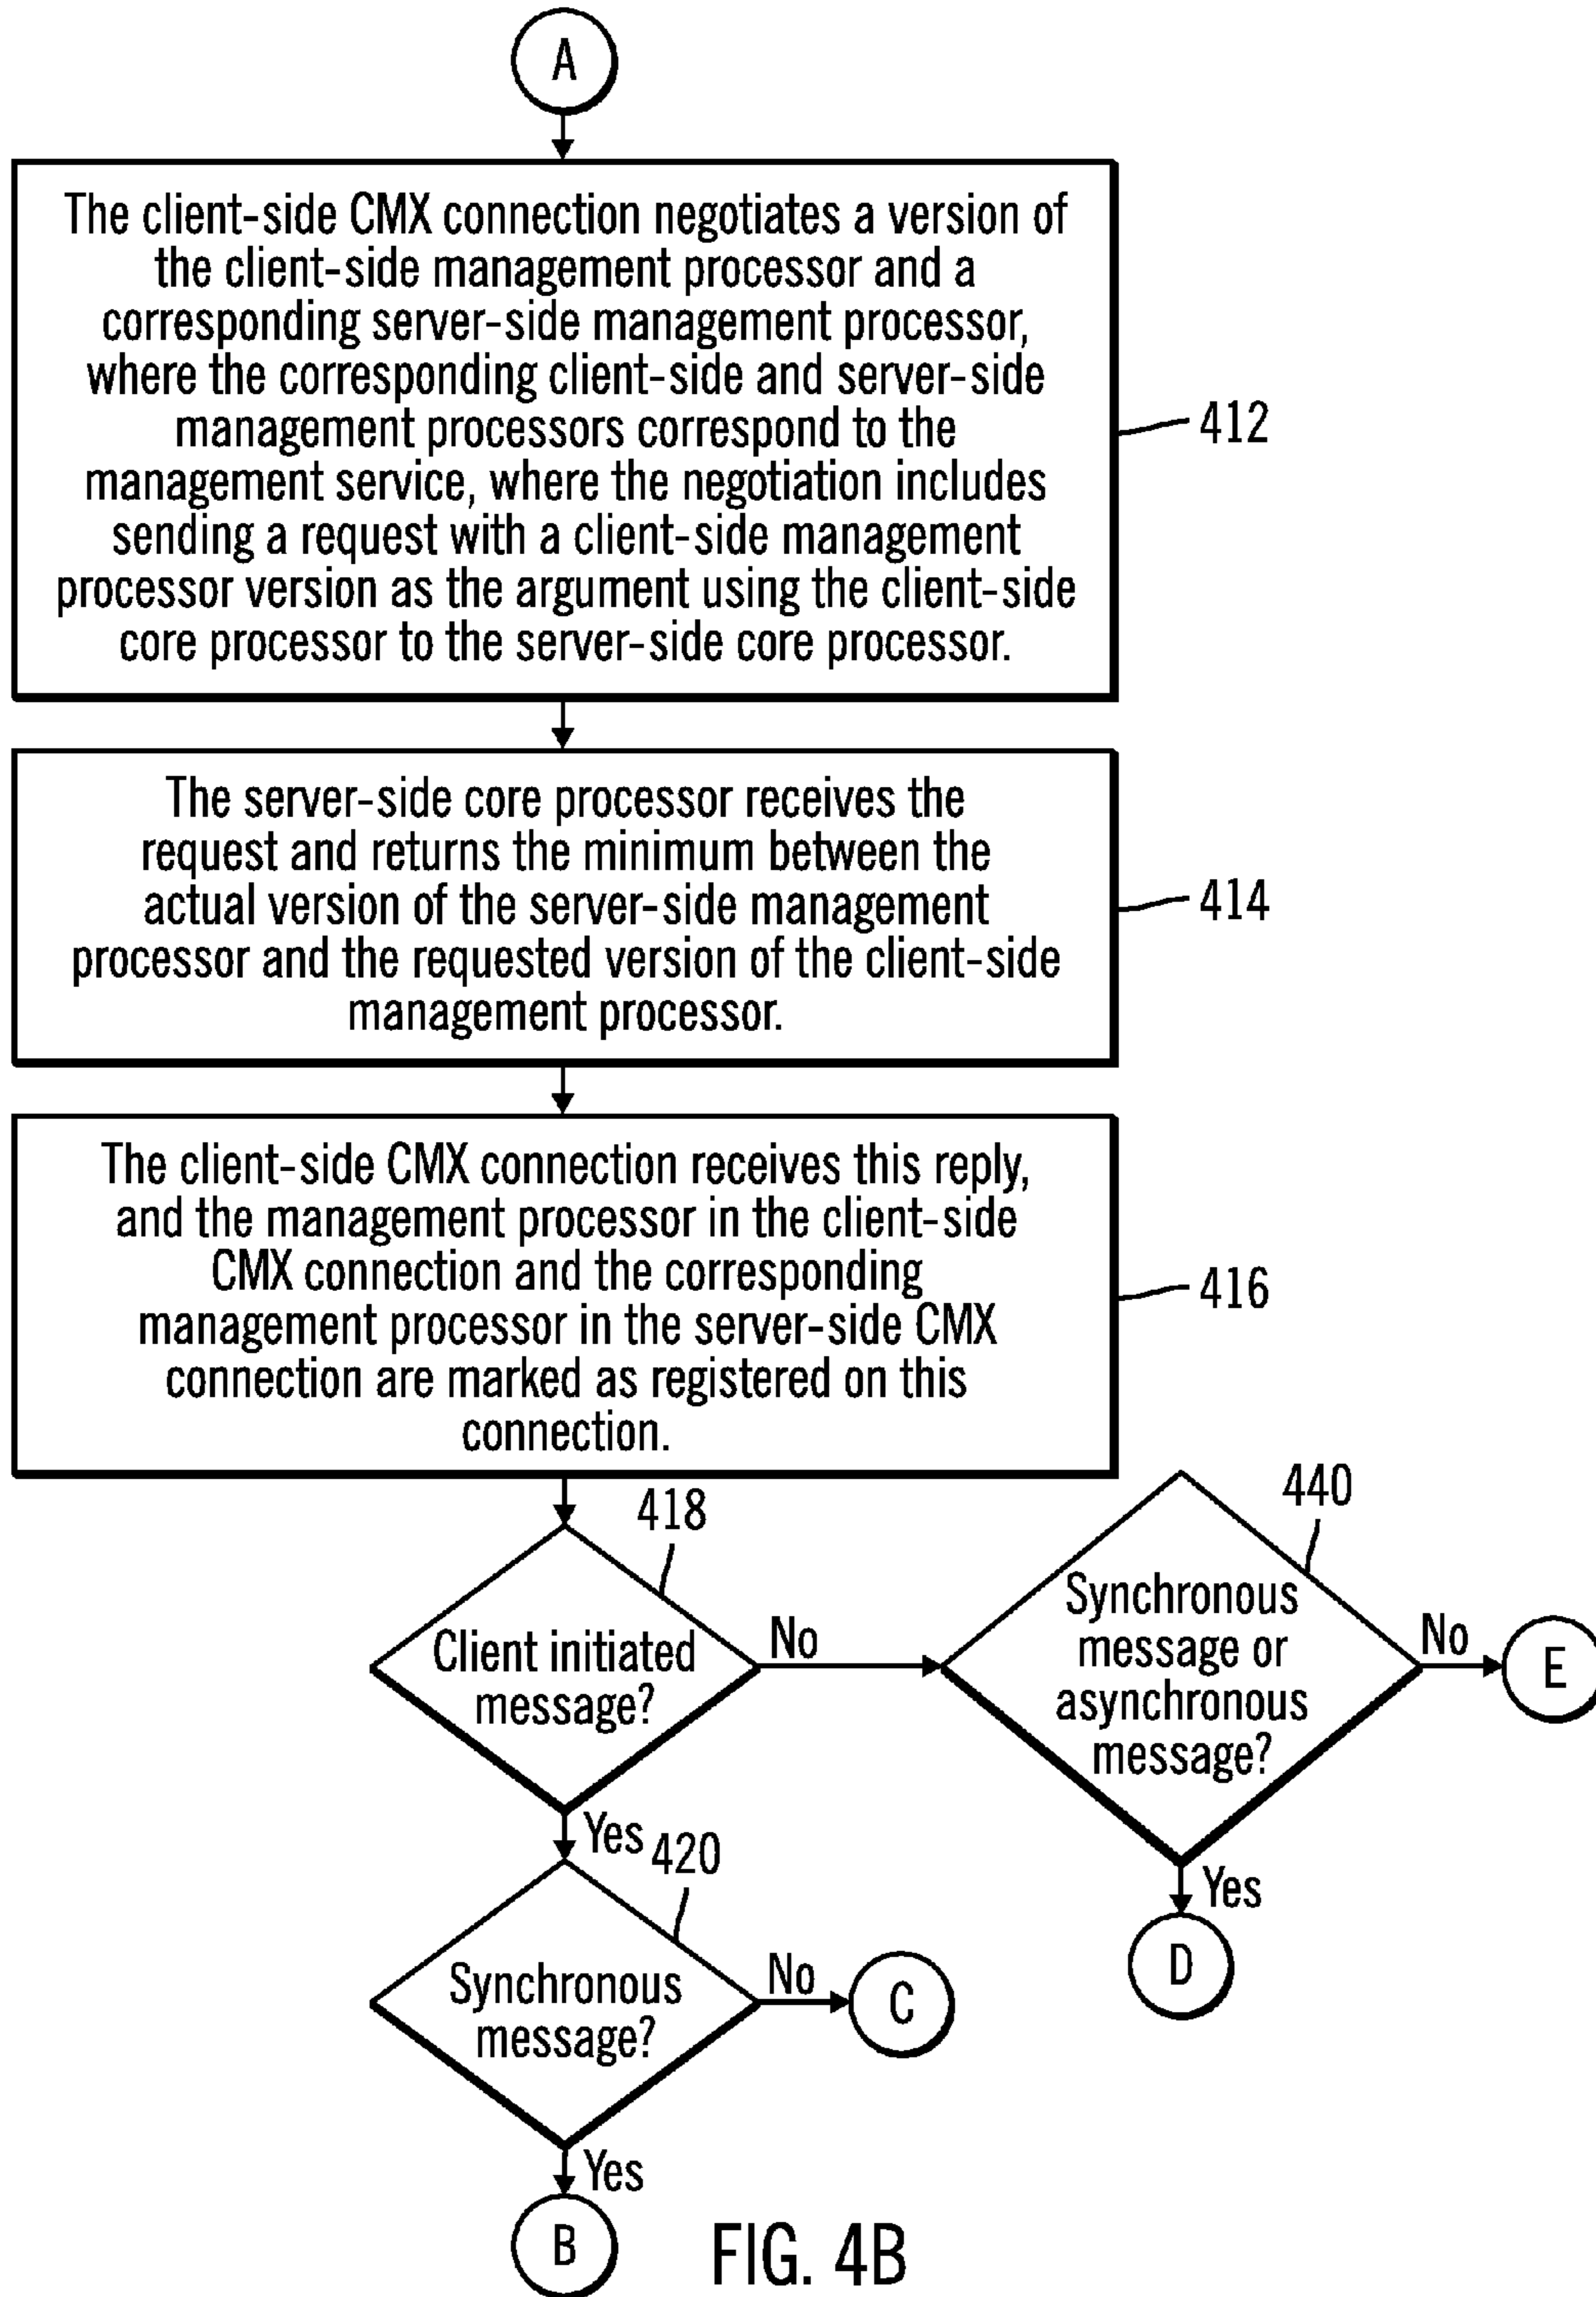 A
The client-side CMX connection negotiates a version of
the client-side management processor and a
corresponding server-side management processor,
where the corresponding client-side and server-side
management processors correspond to the
management service, where the negotiation includes
sending a request with a client-side management
processor version as the argument using the client-side
core processor to the server-side core processor.
412
The server-side core processor receives the
request and returns the minimum between the
actual version of the server-side management
processor and the requested version of the client-side
management processor.
414
The client-side CMX connection receives this reply,
and the management processor in the client-side
CMX connection and the corresponding
management processor in the server-side CMX
connection are marked as registered on this
connection.
416
418
Client initiated
message?
No
Yes
440
Synchronous
message or
asynchronous
message?
No
E
Yes
D
420
Synchronous
message?
No
C
Yes
B
FIG. 4B